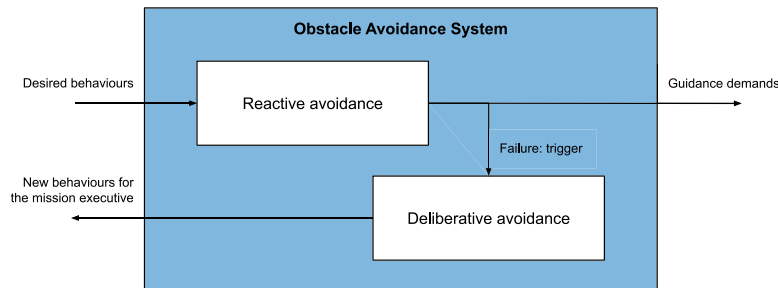 Obstacle Avoidance System
Desired behaviours
Reactive avoidance
Guidance demands
Failure: trigger
New behaviours for
the mission executive
Deliberative avoidance